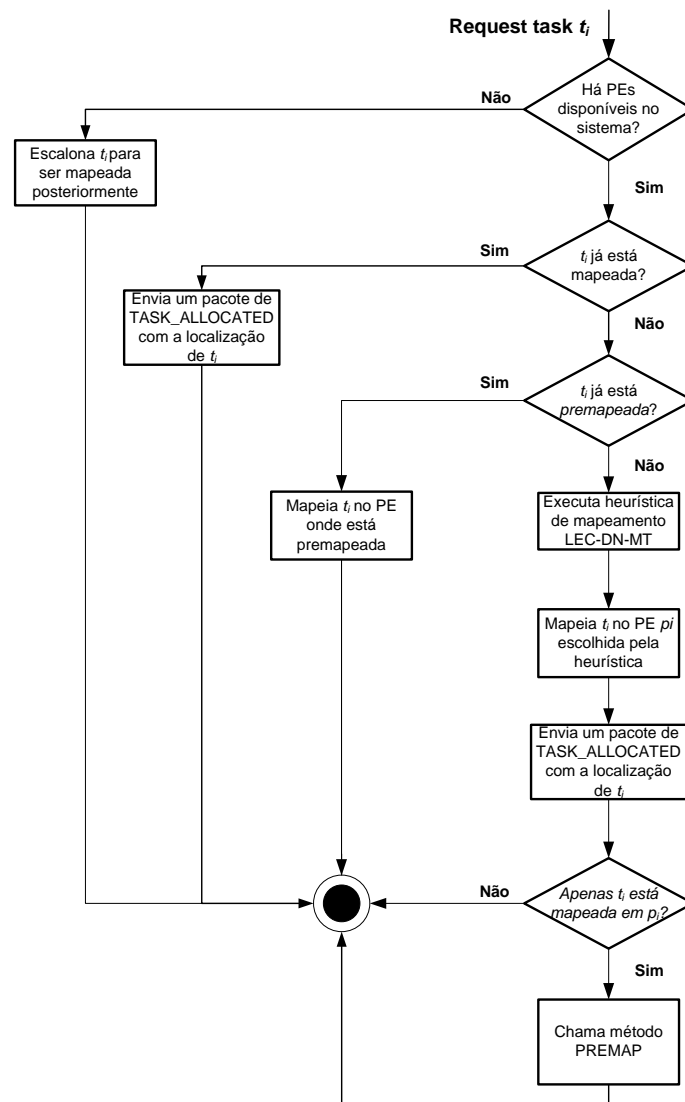 Request task ti
Há PEs
disponíveis no
sistema?
Não
Escalona ti para
ser mapeada
posteriormente
Sim
ti já está
mapeada?
Sim
Envia um pacote de
TASK_ALLOCATED
com a localização
de ti
Não
ti já está
premapeada?
Sim
Mapeia ti no PE
onde está
premapeada
Não
Executa heurística
de mapeamento
LEC-DN-MT
Mapeia ti no PE pi
escolhida pela
heurística
Envia um pacote de
TASK_ALLOCATED
com a localização
de ti
Apenas ti está
mapeada em pi?
Não
Sim
Chama método
PREMAP